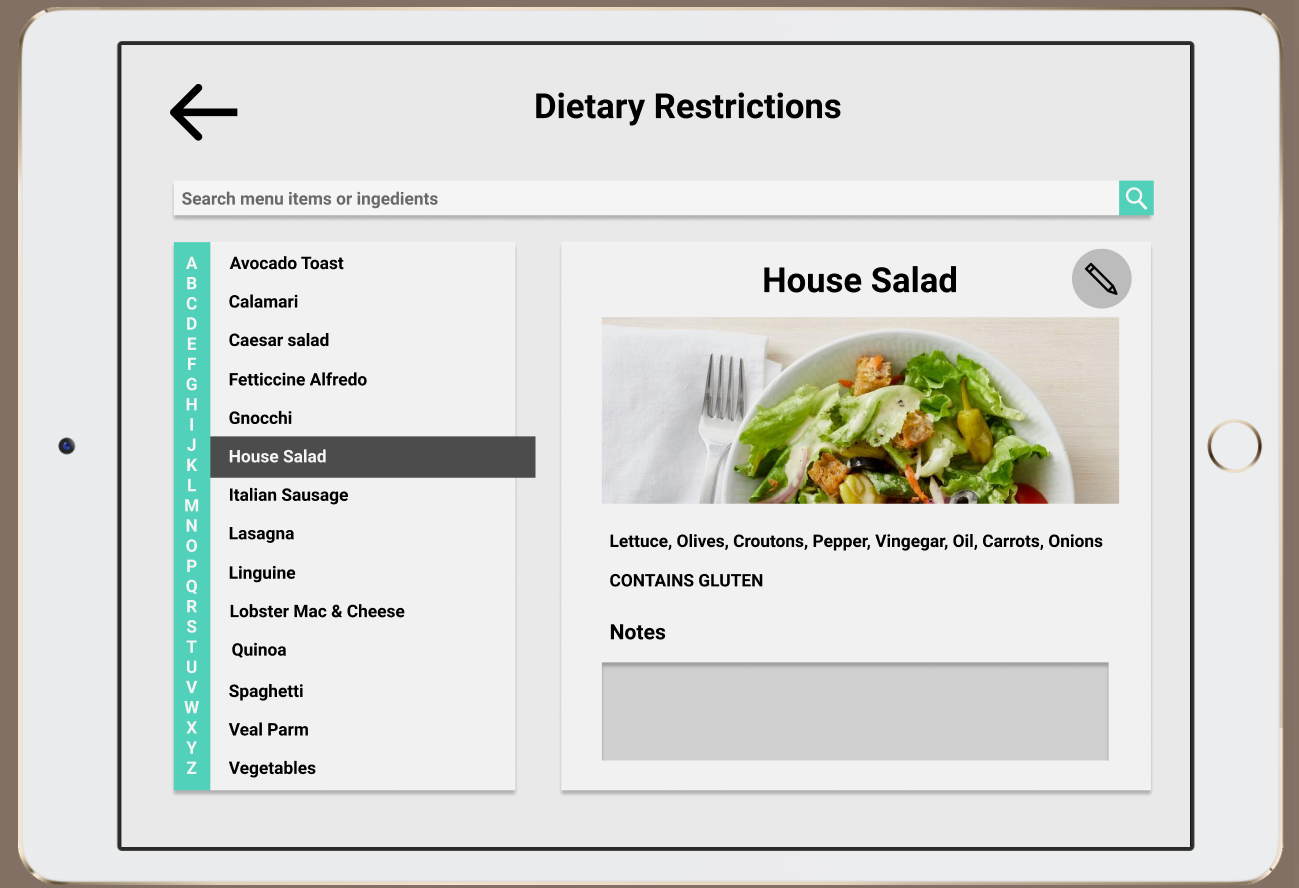 Dietary Restrictions
Search menu items or ingedients
A
B
C
D
E
F
G
H
I
J
K
L
M
N
O
P
Q
R
S
T
U
V
W
X
Y
Z
Avocado Toast
Calamari
Caesar salad
Fetticcine Alfredo
Gnocchi
House Salad
Italian Sausage
Lasagna
Linguine
Lobster Mac & Cheese
Quinoa
Spaghetti
Veal Parm
Vegetables
House Salad
Lettuce, Olives, Croutons, Pepper, Vingegar, Oil, Carrots, Onions
CONTAINS GLUTEN
Notes